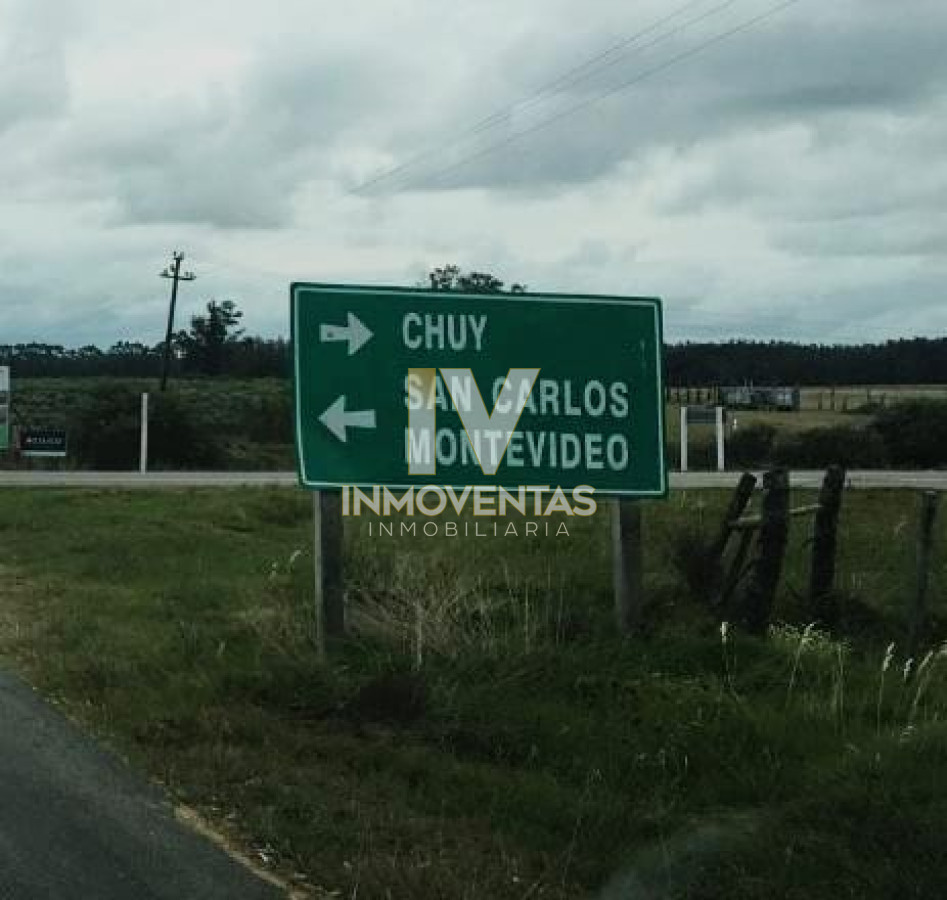 CHUY
SAN CARLOS
MONTEVIDEO
IV
INMOVENTAS
INMOBILIARIA